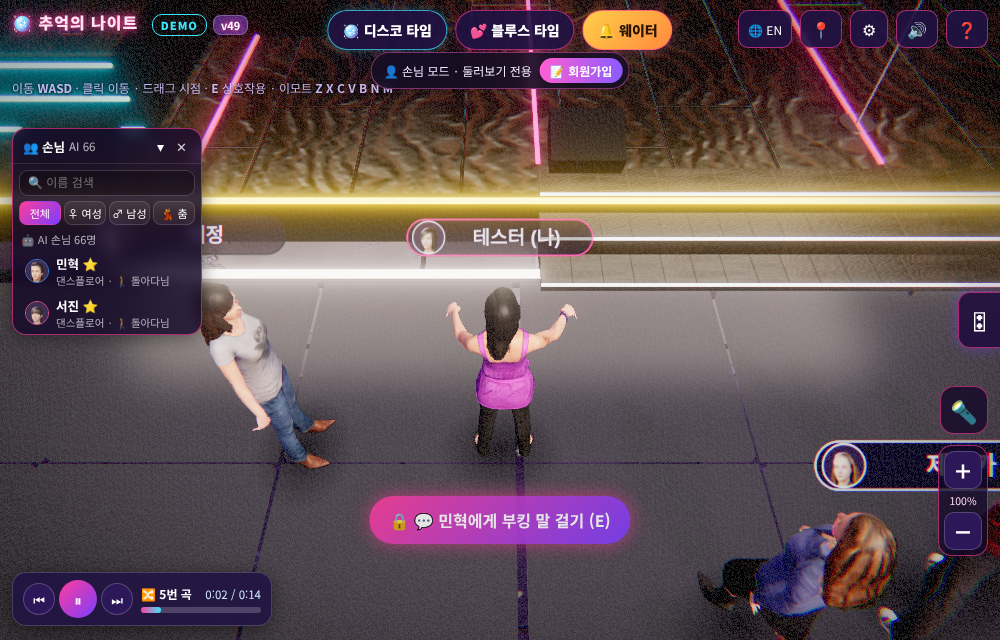 추억의 나이트 DEMO v49
디스코 타임 블루스 타임 웨이터
EN
손님 모드 · 둘러보기 전용 회원가입
이동 WASD · 클릭 이동 · 드래그 시점 · E 상호작용 · 이모트 Z X C V B N M
손님 AI 66
이름 검색
전체 ♀ 여성 ♂ 남성 춤
AI 손님 66명
민혁
댄스플로어 · 돌아다님
서진
댄스플로어 · 돌아다님
정
테스터 (나)
100%
민혁에게 부킹 말 걸기 (E)
5번 곡 0:02 / 0:14